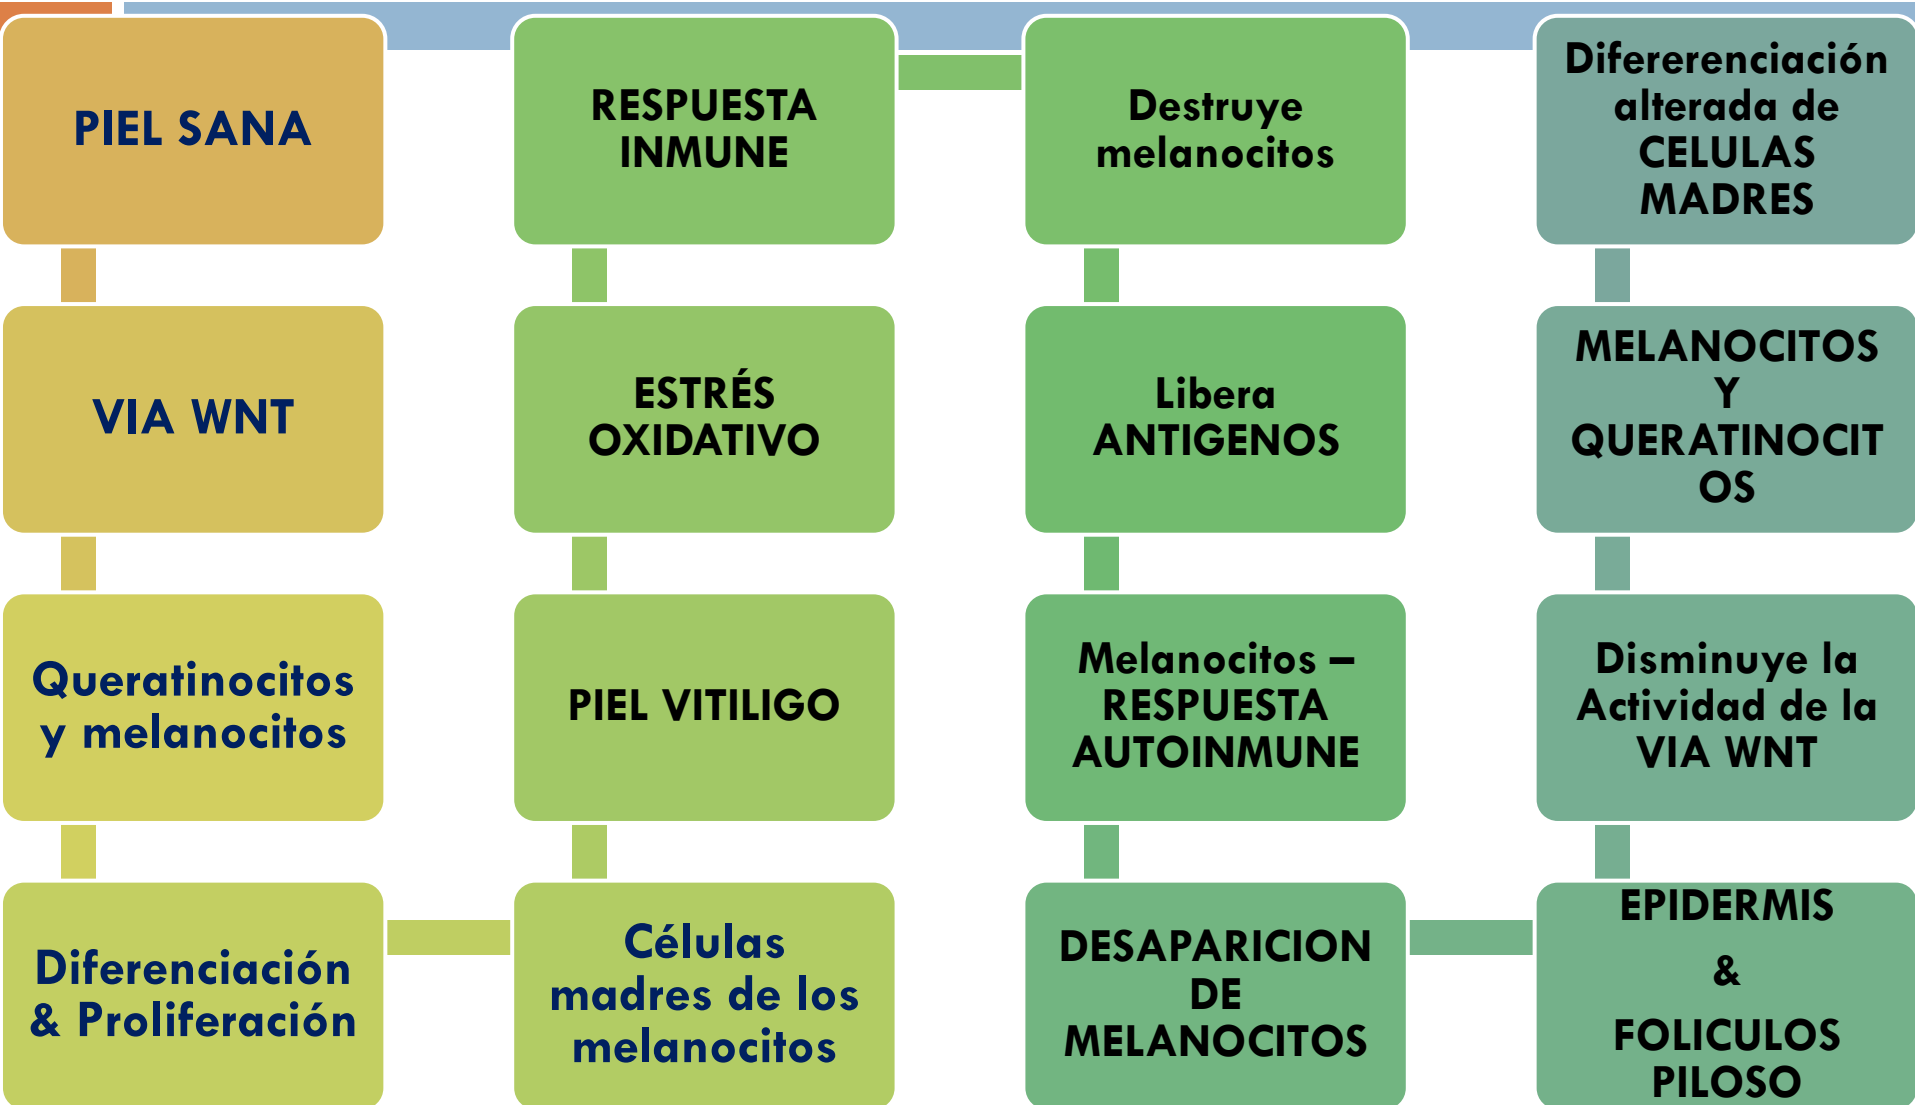 PIEL SANA
VIA WNT
Queratinocitos
y melanocitos
Diferenciación
& Proliferación
Células
madres de los
melanocitos
PIEL VITILIGO
ESTRÉS
OXIDATIVO
RESPUESTA
INMUNE
Destruye
melanocitos
Libera
ANTIGENOS
Melanocitos –
RESPUESTA
AUTOINMUNE
DESAPARICION
DE
MELANOCITOS
EPIDERMIS
&
FOLICULOS
PILOSO
Disminuye la
Actividad de la
VIA WNT
MELANOCITOS
Y
QUERATINOCIT
OS
Difererenciación
alterada de
CELULAS
MADRES